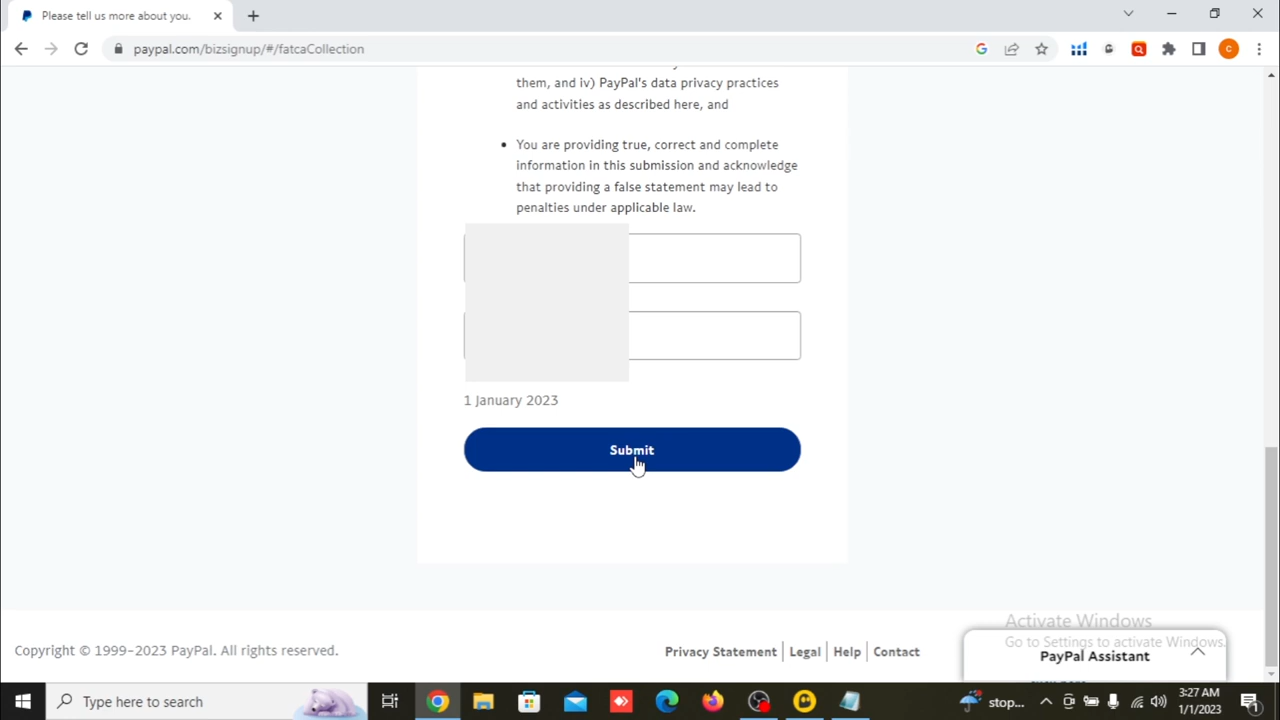 Please tell us more about you.
paypal.com/bizsignup/#/fatcaCollection
C
them, and iv) PayPal's data privacy practices
and activities as described here, and
• You are providing true, correct and complete
information in this submission and acknowledge
that providing a false statement may lead to
penalties under applicable law.
1 January 2023
Submit
Activate Windows
Go to Settings to activate Windows.
PayPal Assistant
Copyright © 1999–2023 PayPal. All rights reserved.
Privacy Statement | Legal | Help | Contact
Type here to search
stop...
3:27 AM
1/1/2023
1